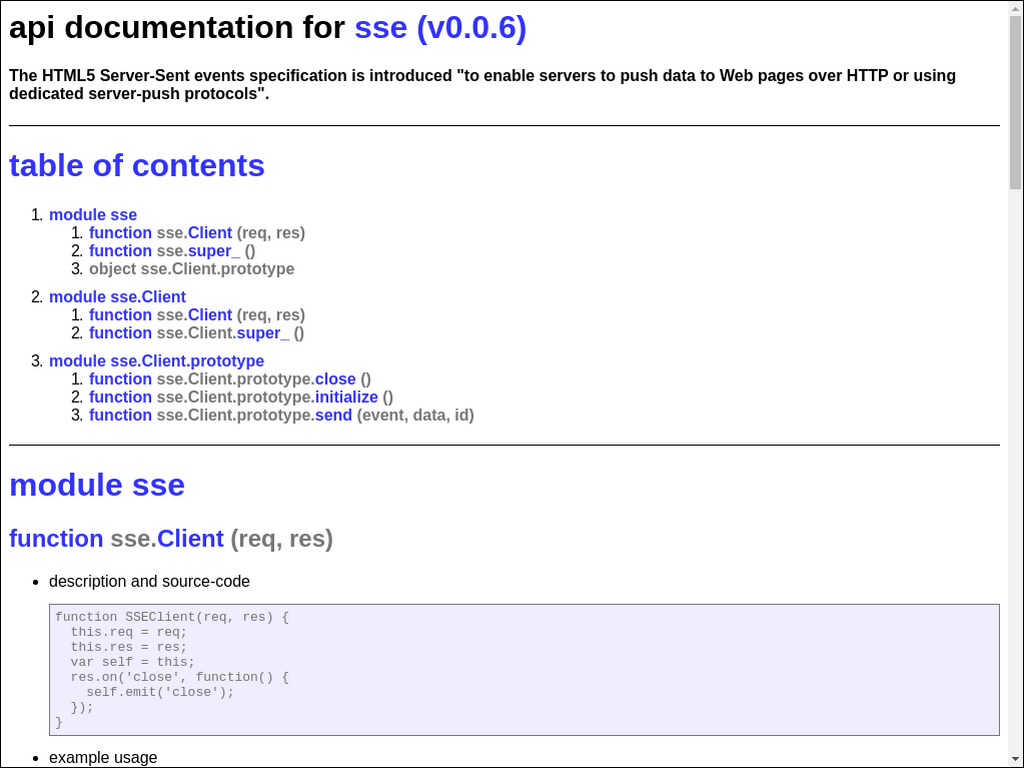 api documentation for sse (v0.0.6)
The HTML5 Server-Sent events specification is introduced "to enable servers to push data to Web pages over HTTP or using
dedicated server-push protocols".
table of contents
1. module sse
1. function sse.Client (req, res)
2. function sse.super_ ()
3. object sse.Client.prototype
2. module sse.Client
1. function sse.Client (req, res)
2. function sse.Client.super_ ()
3. module sse.Client.prototype
1. function sse.Client.prototype.close ()
2. function sse.Client.prototype.initialize ()
3. function sse.Client.prototype.send (event, data, id)
module sse
function sse.Client (req, res)
• description and source-code
function SSEClient(req, res) {
  this.req = req;
  this.res = res;
  var self = this;
  res.on('close', function() {
    self.emit('close');
  });
}
• example usage